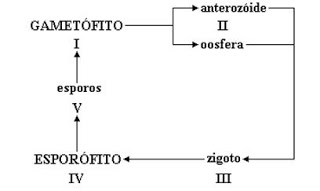 anterozóide
GAMETÓFITO
II
I
oosfera
esporos
V
ESPORÓFITO
zigoto
IV
III